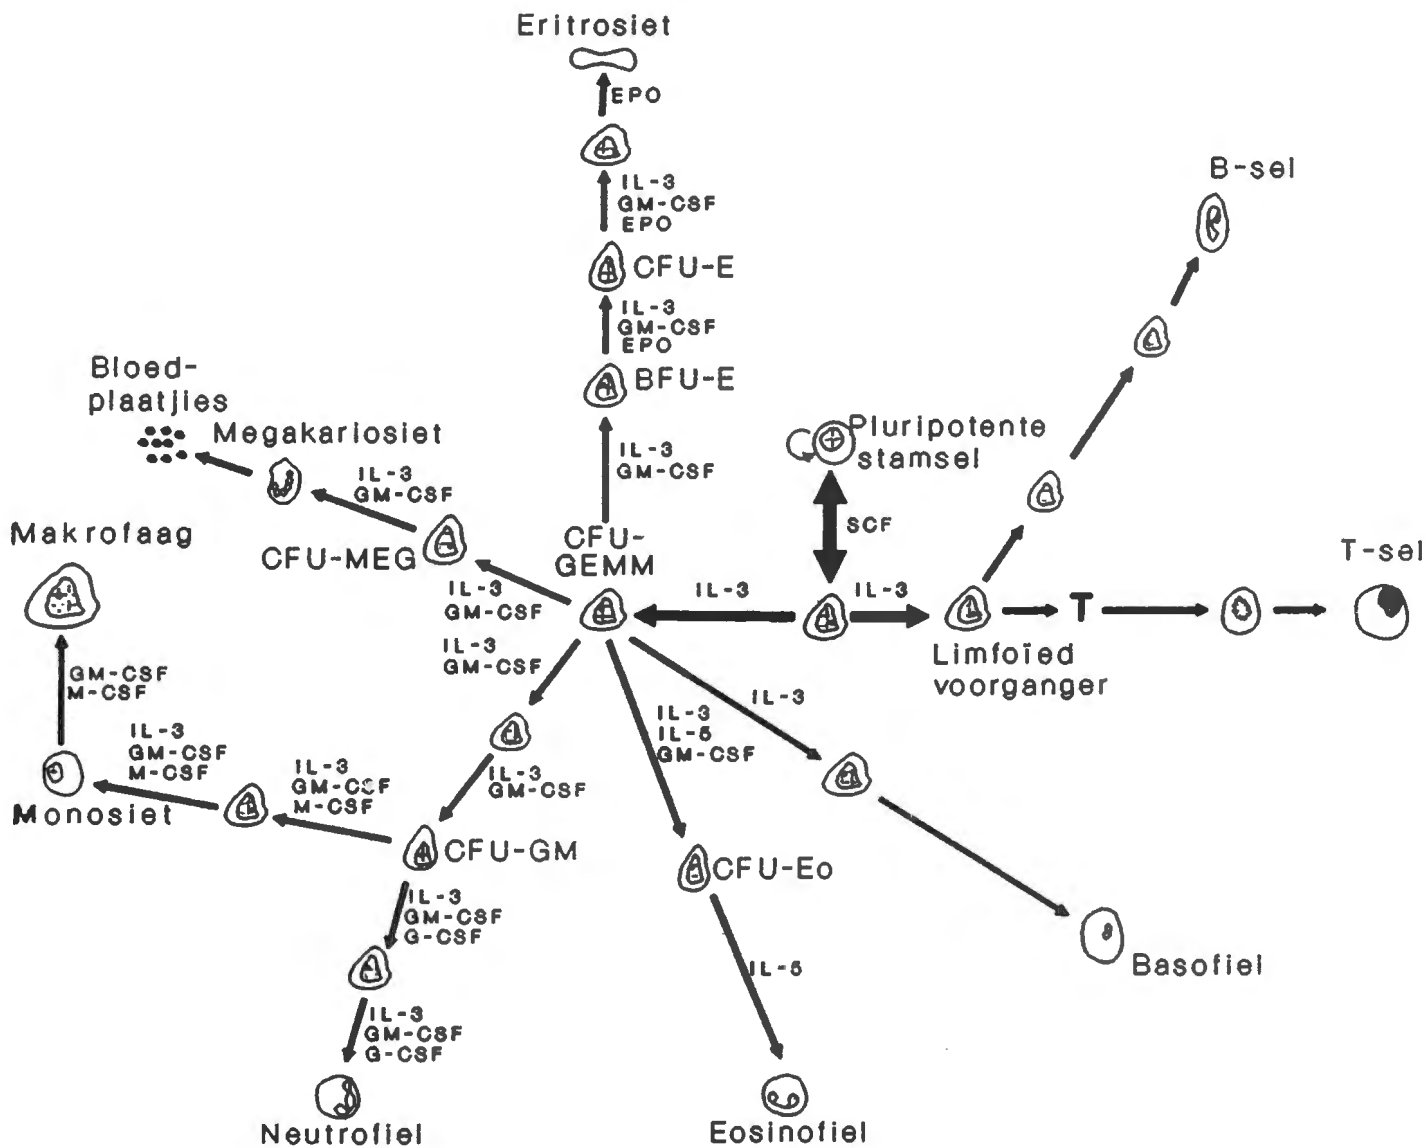 Eritrosiet
EPO
IL-3
GM-CSF
EPO
CFU-E
IL-3
GM-CSF
EPO
BFU-E
IL-3
GM-CSF
CFU-
GEMM
B-sel
Pluripotente
stamsel
SCF
IL-3
IL-3
Limfoïed
voorganger
T
T-sel
Bloed-
plaatjies
Megakariosiet
IL-3
GM-CSF
CFU-MEG
IL-3
GM-CSF
Makrofaag
GM-CSF
M-CSF
IL-3
GM-CSF
M-CSF
Monosiet
IL-3
GM-CSF
M-CSF
IL-3
GM-CSF
IL-3
GM-CSF
CFU-GM
IL-3
GM-CSF
G-CSF
IL-3
GM-CSF
G-CSF
Neutrofiel
IL-3
IL-5
GM-CSF
CFU-Eo
IL-5
Eosinofiel
IL-3
Basofiel